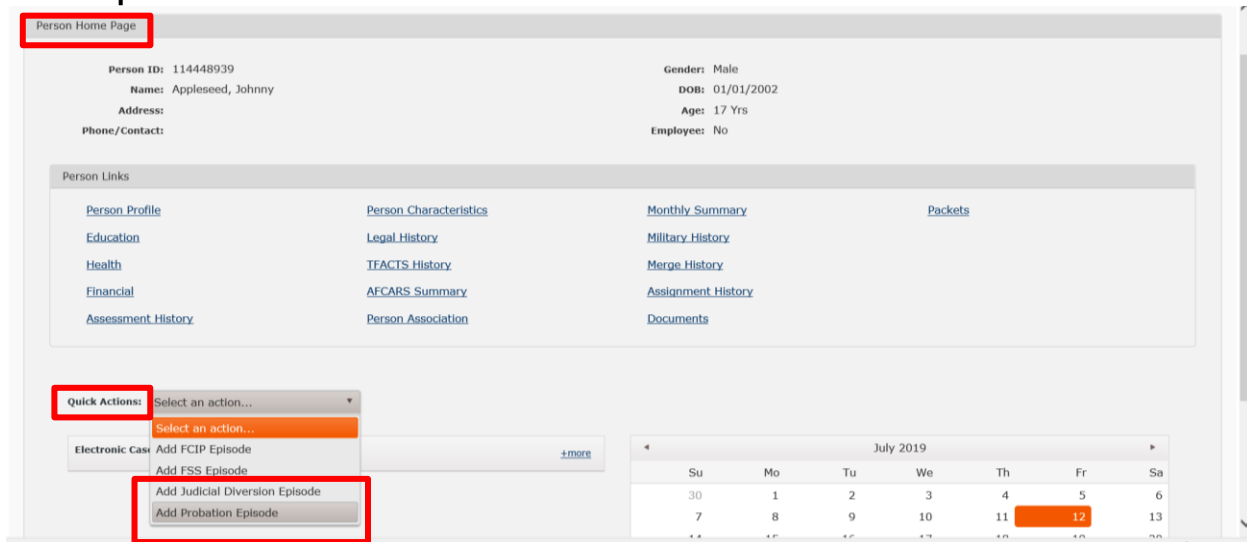 Person Home Page
Person ID: 114448939 Gender: Male
Name: Appleseed, Johnny DOB: 01/01/2002
Address: Age: 17 Yrs
Phone/Contact: Employee: No
Person Links
Person Profile Person Characteristics Monthly Summary Packets
Education Legal History Military History
Health TFACTS History Merge History
Financial AFCARS Summary Assignment History
Assessment History Person Association Documents
Quick Actions: Select an action...
Select an action...
Add FCIP Episode
Add FSS Episode
Add Judicial Diversion Episode
Add Probation Episode
Electronic Cas +more
July 2019
Su Mo Tu We Th Fr Sa
30 1 2 3 4 5 6
7 8 9 10 11 12 13